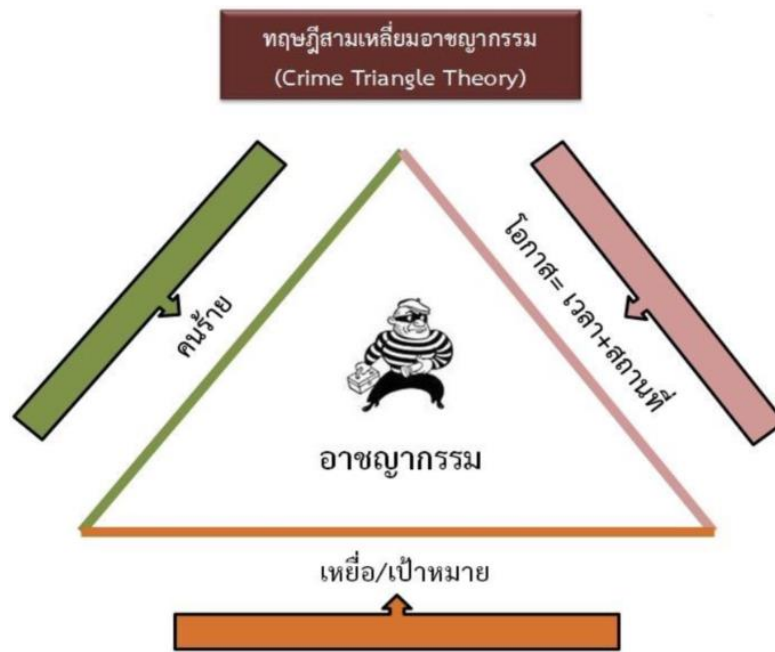 ทฤษฎีสามเหลี่ยมอาชญากรรม
(Crime Triangle Theory)
คนร้าย
โอกาส= เวลา+สถานที่
อาชญากรรม
เหยื่อ/เป้าหมาย